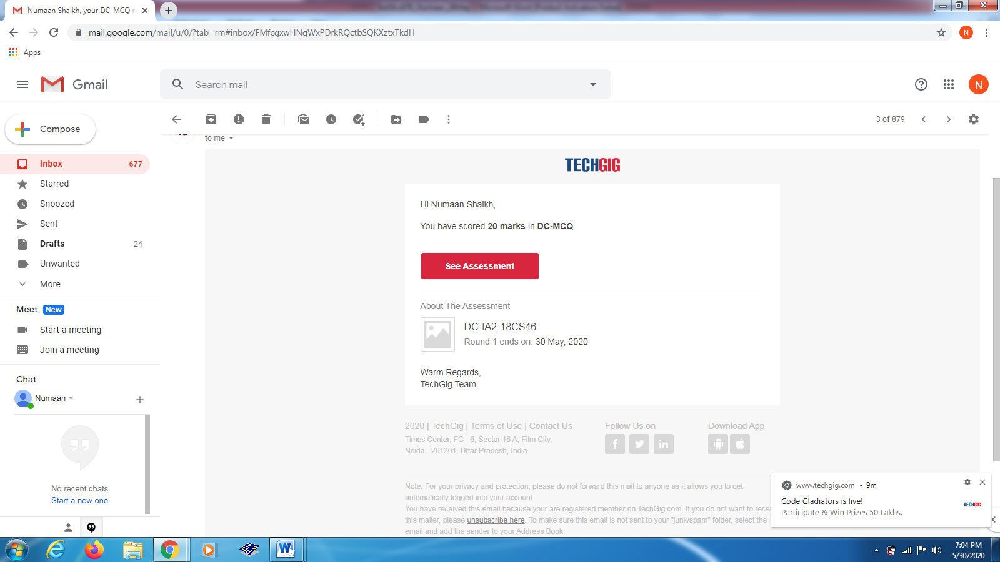 Numaan Shaikh, your DC-MCQ r
mail.google.com/mail/u/0/?tab=rm#inbox/FMfcgxwHNgWxPDrkRQctbSQKXztxTkdH
N
Apps
Gmail
Search mail
N
Compose
3 of 879
to me
Inbox 677
Starred
Snoozed
Sent
Drafts 24
Unwanted
More
Meet New
Start a meeting
Join a meeting
Chat
Numaan
No recent chats
Start a new one
TECHGIG
Hi Numaan Shaikh,
You have scored 20 marks in DC-MCQ.
See Assessment
About The Assessment
DC-IA2-18CS46
Round 1 ends on: 30 May, 2020
Warm Regards,
TechGig Team
2020 | TechGig | Terms of Use | Contact Us
Times Center, FC - 6, Sector 16 A, Film City,
Noida - 201301, Uttar Pradesh, India
Follow Us on
Download App
Note: For your privacy and protection, please do not forward this mail to anyone as it allows you to get
automatically logged into your account.
You have received this email because your are registered member on TechGig.com. If you do not want to recei
this mailer, please unsubscribe here. To make sure this email is not sent to your "junk/spam" folder, select the
email and add the sender to your Address Book.
www.techgig.com • 9m
Code Gladiators is live!
Participate & Win Prizes 50 Lakhs.
TECHGIG
7:04 PM
5/30/2020